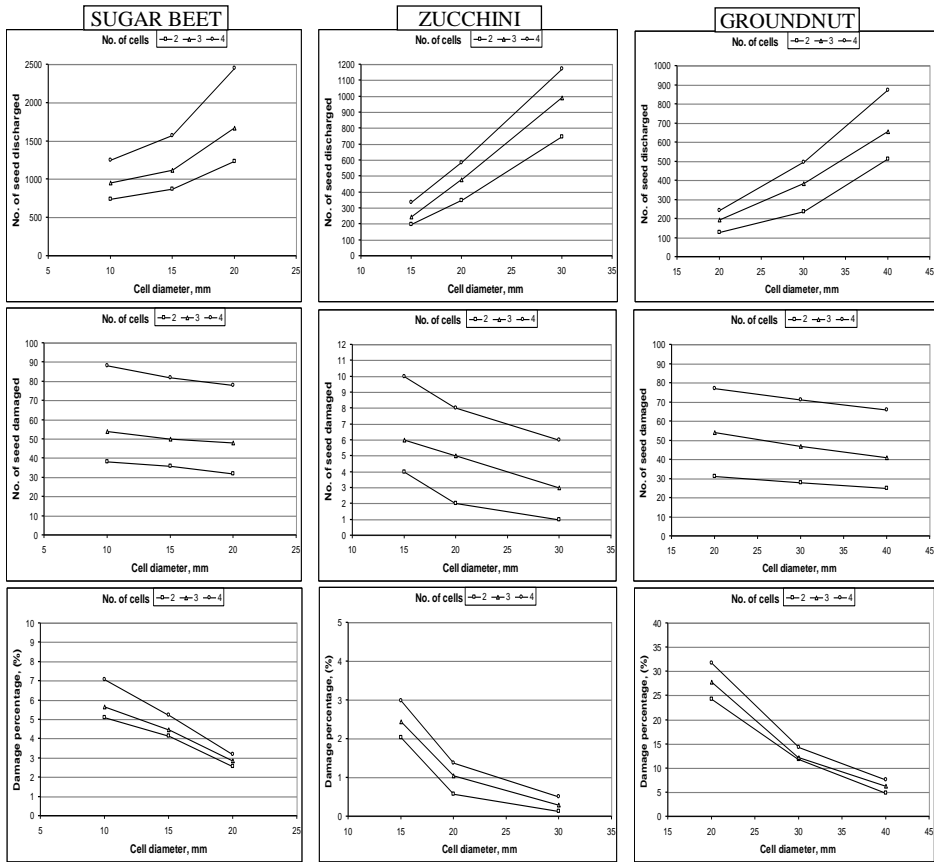 SUGAR BEET
ZUCCHINI
GROUNDNUT
No. of cells 2 3 4
No. of seed discharged
2500
2000
1500
1000
500
0
5 10 15 20 25
Cell diameter, mm
No. of cells 2 3 4
No. of seed discharged
1200
1100
1000
900
800
700
600
500
400
300
200
100
0
10 15 20 25 30 35
Cell diameter, mm
No. of cells 2 3 4
No. of seed discharged
1000
900
800
700
600
500
400
300
200
100
0
15 20 25 30 35 40 45
Cell diameter, mm
No. of cells 2 3 4
No. of seed damaged
100
90
80
70
60
50
40
30
20
10
0
5 10 15 20 25
Cell diameter, mm
No. of cells 2 3 4
No. of seed damaged
12
11
10
9
8
7
6
5
4
3
2
1
0
10 15 20 25 30 35
Cell diameter, mm
No. of cells 2 3 4
No. of seed damaged
100
90
80
70
60
50
40
30
20
10
0
15 20 25 30 35 40 45
Cell diameter, mm
No. of cells 2 3 4
Damage percentage, (%)
10
9
8
7
6
5
4
3
2
1
0
5 10 15 20 25
Cell diameter, mm
No. of cells 2 3 4
Damage percentage, (%)
5
4
3
2
1
0
10 15 20 25 30 35
Cell diameter, mm
No. of cells 2 3 4
Damage percentage, (%)
40
35
30
25
20
15
10
5
0
15 20 25 30 35 40 45
Cell diameter, mm